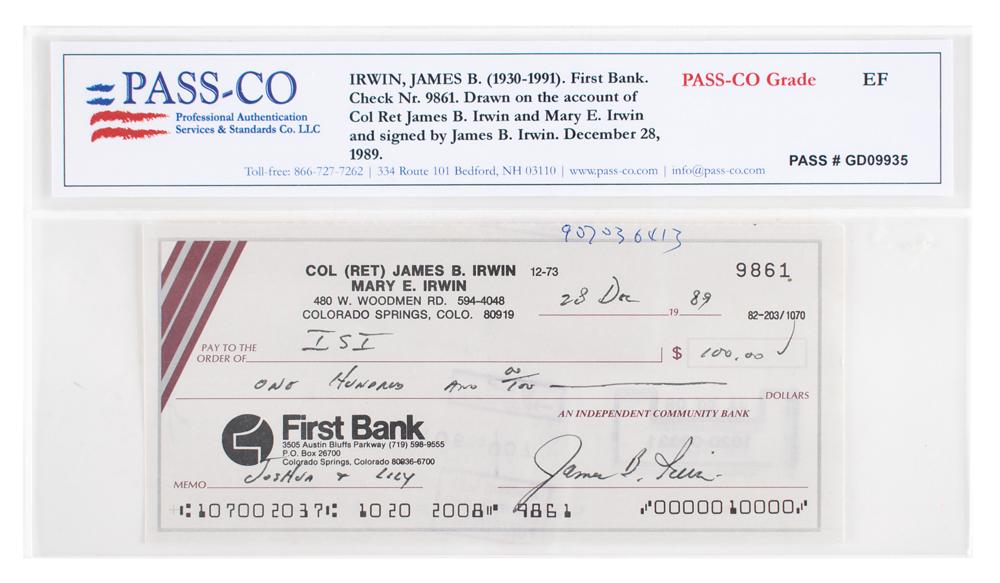 PASS-CO
Professional Authentication
Services & Standards Co. LLC
IRWIN, JAMES B. (1930-1991). First Bank.
Check Nr. 9861. Drawn on the account of
Col Ret James B. Irwin and Mary E. Irwin
and signed by James B. Irwin. December 28,
1989.
PASS-CO Grade EF
PASS # GD09935
Toll-free: 866-727-7262 | 334 Route 101 Bedford, NH 03110 | www.pass-co.com | info@pass-co.com
907036413
COL (RET) JAMES B. IRWIN 12-73
MARY E. IRWIN
480 W. WOODMEN RD. 594-4048
COLORADO SPRINGS, COLO. 80919
9861
28 Dec 19 89
82-203/1070
PAY TO THE
ORDER OF ISI $ 100.00
ONE HUNDRED AND 00/100 DOLLARS
AN INDEPENDENT COMMUNITY BANK
First Bank
3505 Austin Bluffs Parkway (719) 598-9555
P.O. Box 26700
Colorado Springs, Colorado 80936-6700
MEMO JOSHUA + LILY James B. Irwin
107002037 1020 2008 9861 0000010000